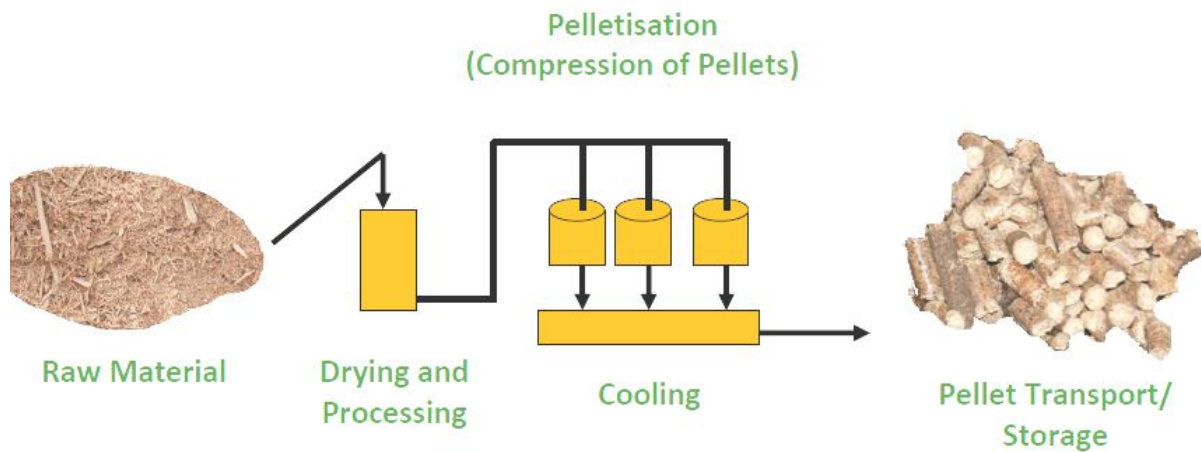 Pelletisation
(Compression of Pellets)
Raw Material
Drying and
Processing
Cooling
Pellet Transport/
Storage